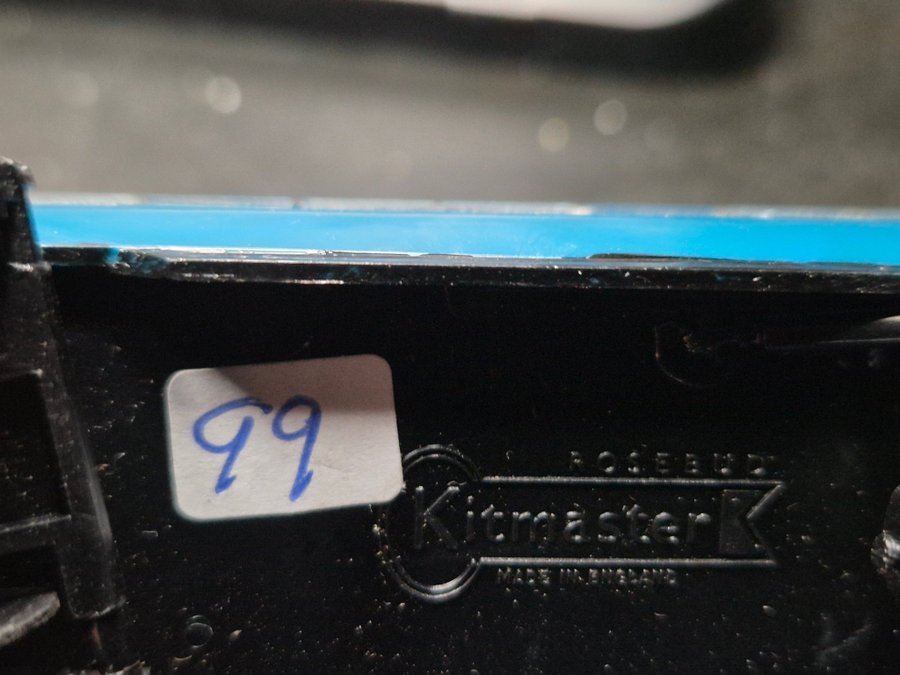 99
ROSEBUD
Kitmaster
MADE IN ENGLAND